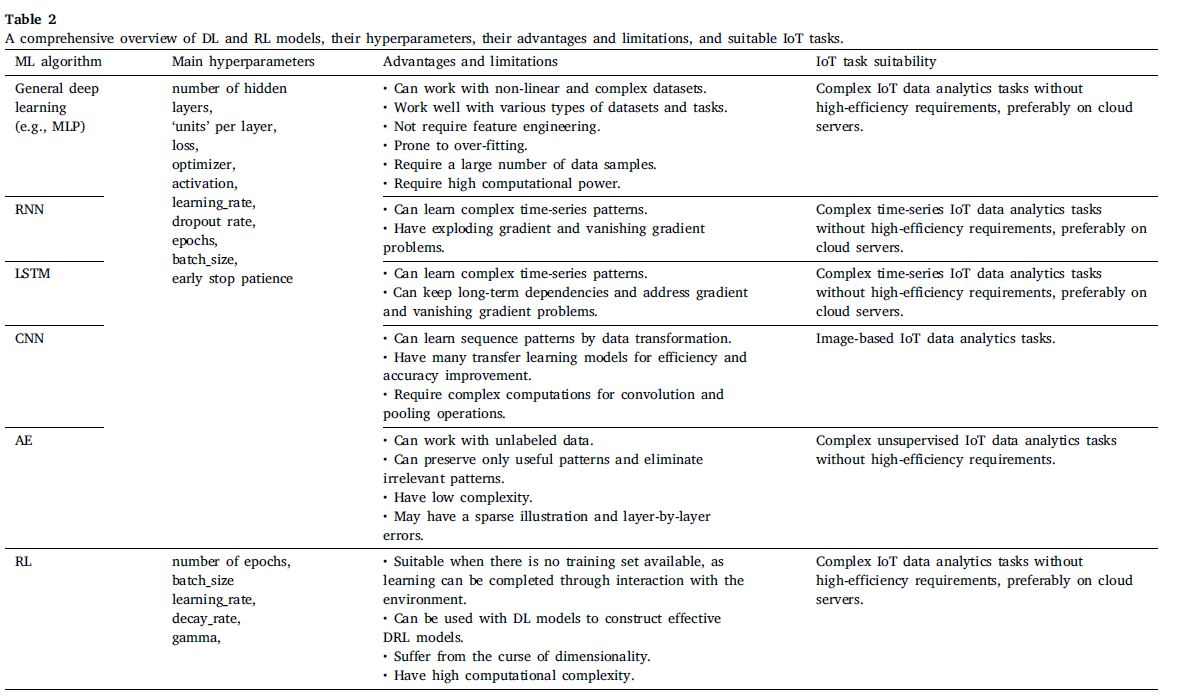 Table 2
A comprehensive overview of DL and RL models, their hyperparameters, their advantages and limitations, and suitable IoT tasks.
ML algorithm
Main hyperparameters
Advantages and limitations
IoT task suitability
General deep
learning
(e.g., MLP)
number of hidden
layers,
‘units’ per layer,
loss,
optimizer,
activation,
learning_rate,
dropout rate,
epochs,
batch_size,
early stop patience
• Can work with non-linear and complex datasets.
• Work well with various types of datasets and tasks.
• Not require feature engineering.
• Prone to over-fitting.
• Require a large number of data samples.
• Require high computational power.
Complex IoT data analytics tasks without
high-efficiency requirements, preferably on cloud
servers.
RNN
• Can learn complex time-series patterns.
• Have exploding gradient and vanishing gradient
problems.
Complex time-series IoT data analytics tasks
without high-efficiency requirements, preferably on
cloud servers.
LSTM
• Can learn complex time-series patterns.
• Can keep long-term dependencies and address gradient
and vanishing gradient problems.
Complex time-series IoT data analytics tasks
without high-efficiency requirements, preferably on
cloud servers.
CNN
• Can learn sequence patterns by data transformation.
• Have many transfer learning models for efficiency and
accuracy improvement.
• Require complex computations for convolution and
pooling operations.
Image-based IoT data analytics tasks.
AE
• Can work with unlabeled data.
• Can preserve only useful patterns and eliminate
irrelevant patterns.
• Have low complexity.
• May have a sparse illustration and layer-by-layer
errors.
Complex unsupervised IoT data analytics tasks
without high-efficiency requirements.
RL
number of epochs,
batch_size
learning_rate,
decay_rate,
gamma,
• Suitable when there is no training set available, as
learning can be completed through interaction with the
environment.
• Can be used with DL models to construct effective
DRL models.
• Suffer from the curse of dimensionality.
• Have high computational complexity.
Complex IoT data analytics tasks without
high-efficiency requirements, preferably on cloud
servers.